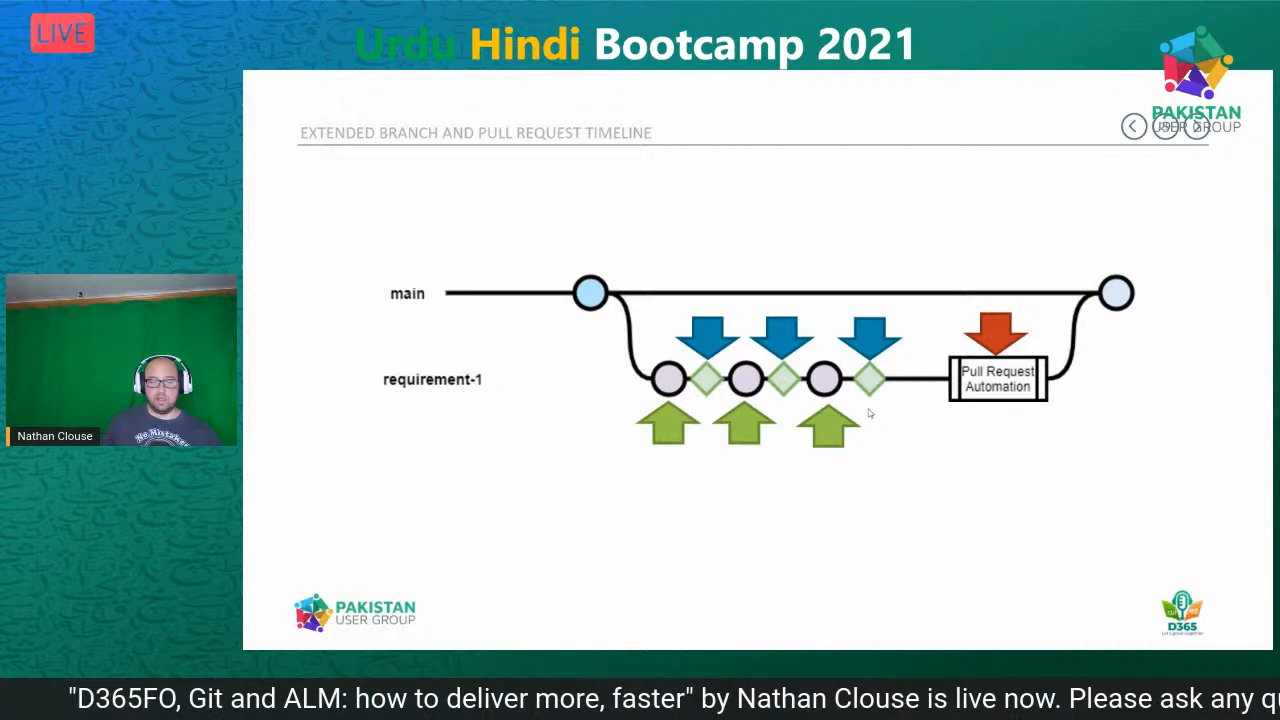 LIVE
Urdu Hindi Bootcamp 2021
PAKISTAN
USER GROUP
EXTENDED BRANCH AND PULL REQUEST TIMELINE
main
requirement-1
Pull Request
Automation
Nathan Clouse
No Mistakes
PAKISTAN
USER GROUP
D365
"D365FO, Git and ALM: how to deliver more, faster" by Nathan Clouse is live now. Please ask any q